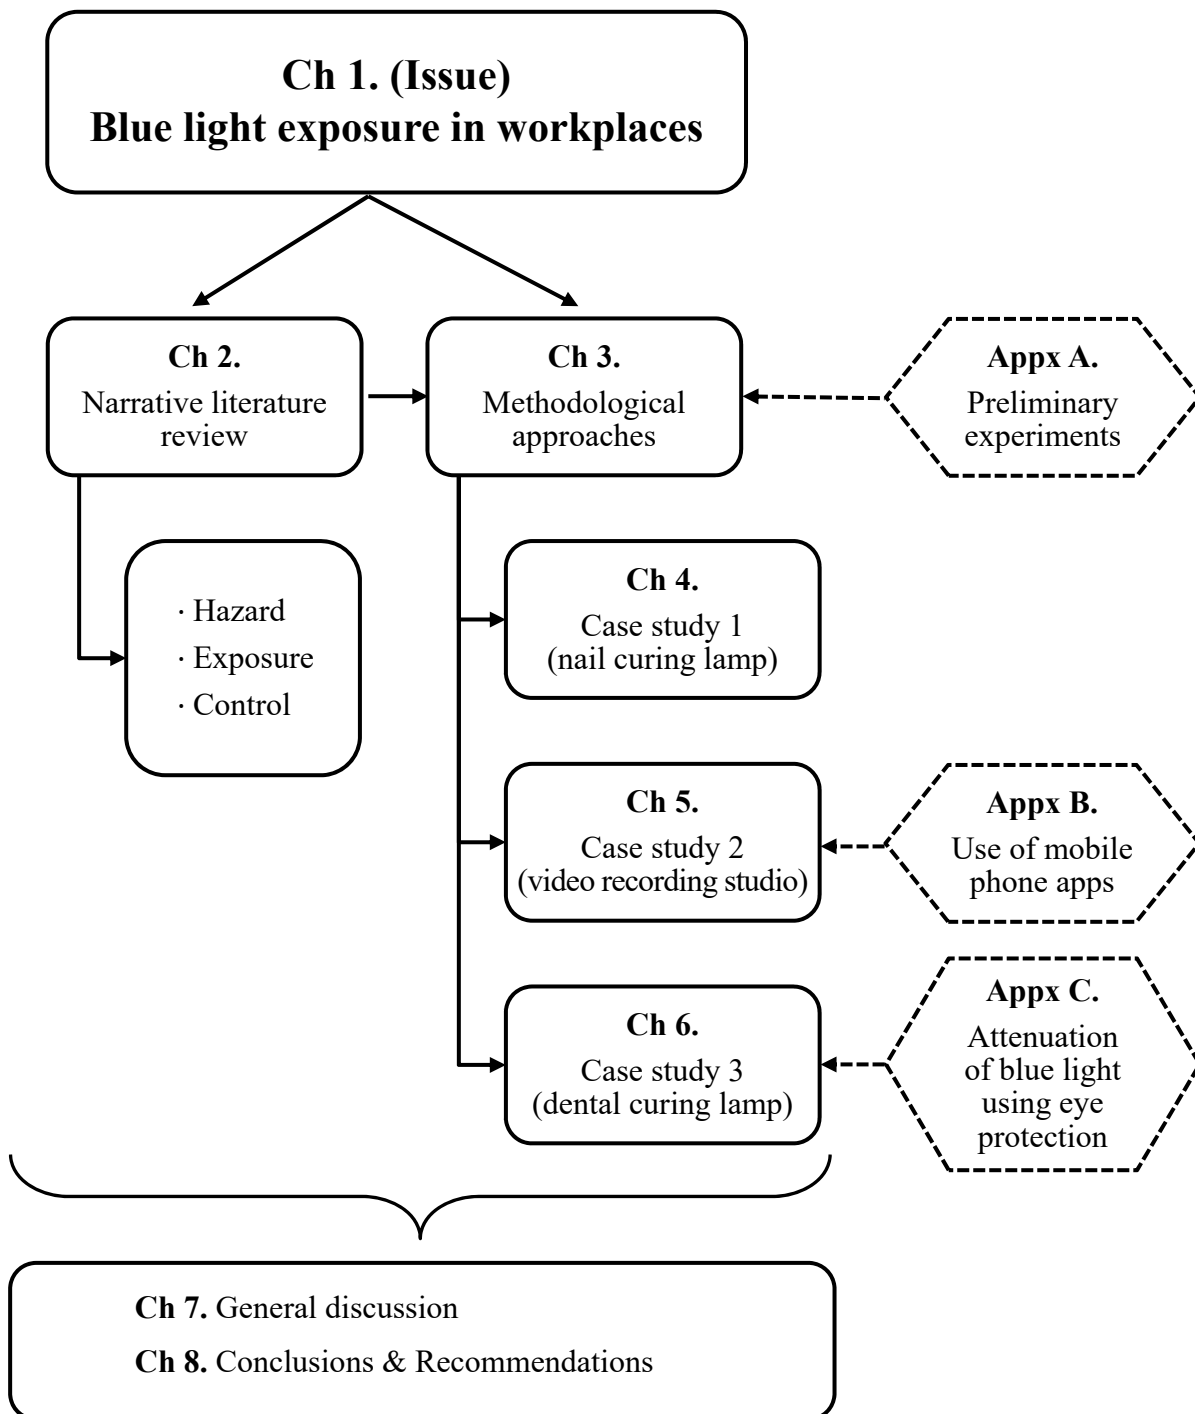 Ch 1. (Issue)
Blue light exposure in workplaces
Ch 2.
Narrative literature
review
Ch 3.
Methodological
approaches
Appx A.
Preliminary
experiments
· Hazard
· Exposure
· Control
Ch 4.
Case study 1
(nail curing lamp)
Ch 5.
Case study 2
(video recording studio)
Appx B.
Use of mobile
phone apps
Ch 6.
Case study 3
(dental curing lamp)
Appx C.
Attenuation
of blue light
using eye
protection
Ch 7. General discussion
Ch 8. Conclusions & Recommendations